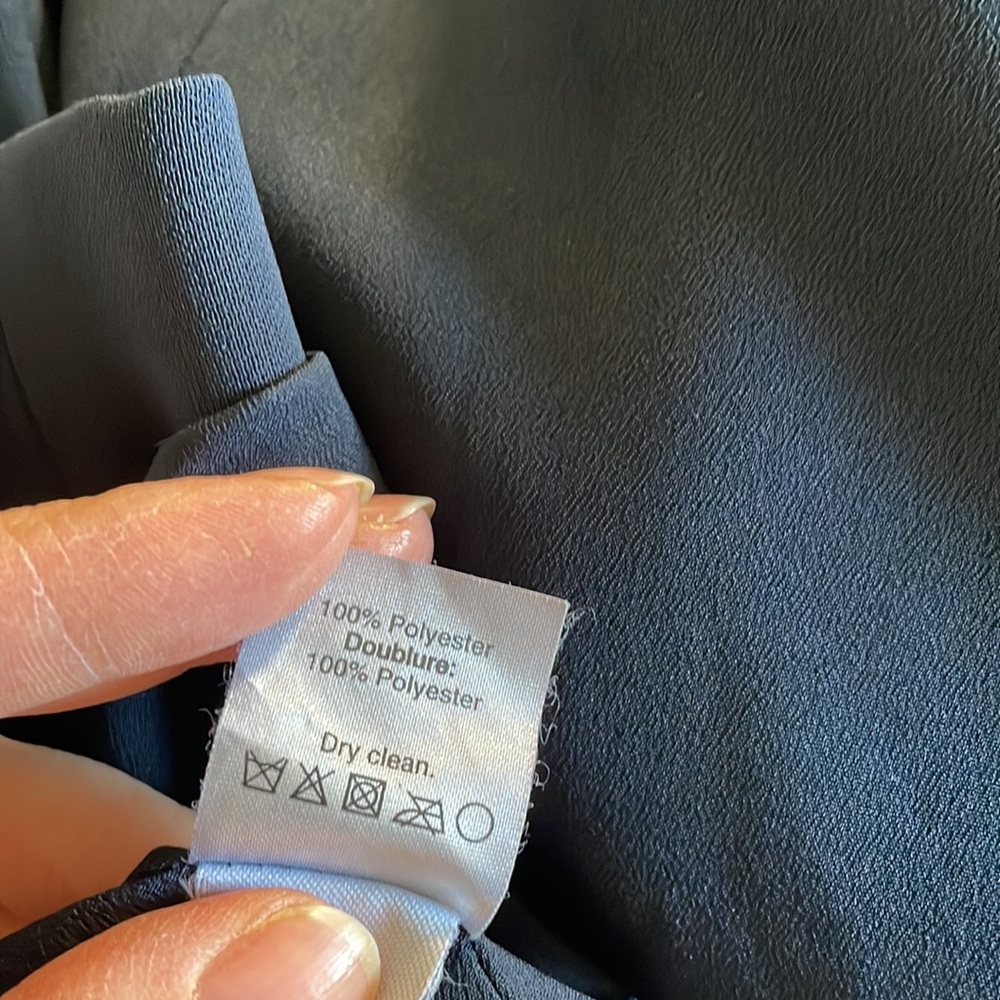 100% Polyester
Doublure:
100% Polyester
Dry clean.